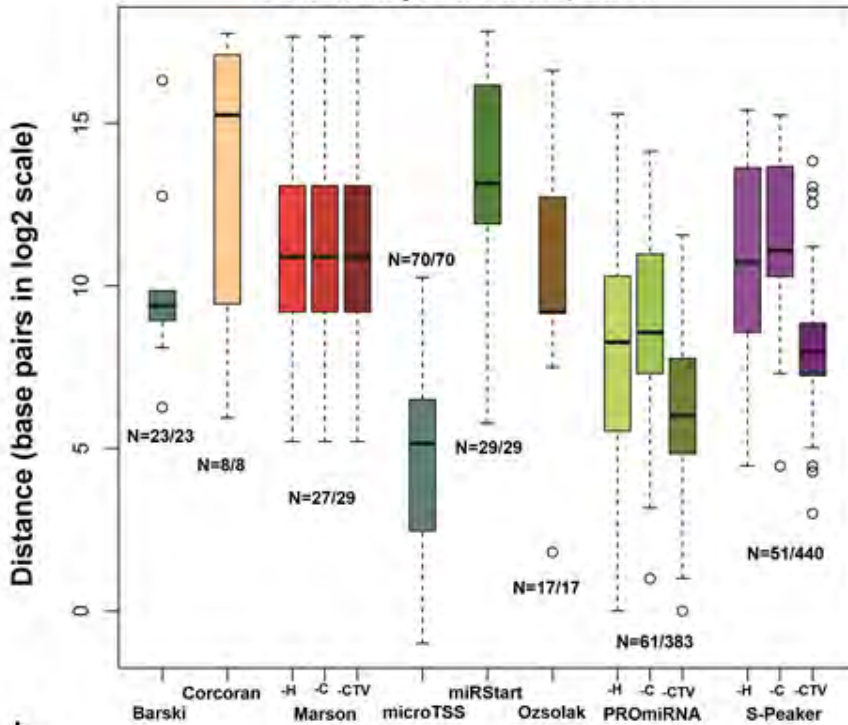 Distance (base pairs in log2 scale)
15
10
5
0
N=70/70
N=23/23
N=8/8
N=29/29
N=27/29
N=51/440
N=17/17
N=61/383
Barski
Corcoran
-H -C -CTV
Marson
microTSS
miRStart
Ozsolak
-H -C -CTV
PROmiRNA
-H -C -CTV
S-Peaker